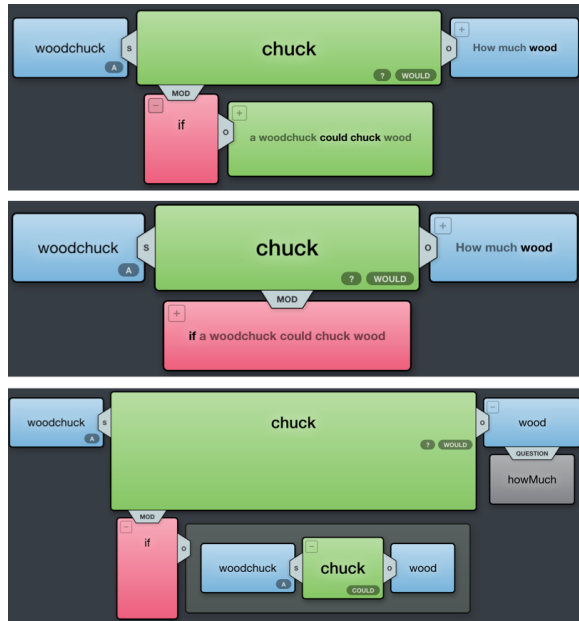 woodchuck S chuck O + How much wood
A ? WOULD
MOD
− if O +
a woodchuck could chuck wood
woodchuck S chuck O + How much wood
A ? WOULD
MOD
+
if a woodchuck could chuck wood
woodchuck S chuck O − wood
A ? WOULD
QUESTION
howMuch
MOD
− if O
woodchuck S − chuck O wood
A COULD